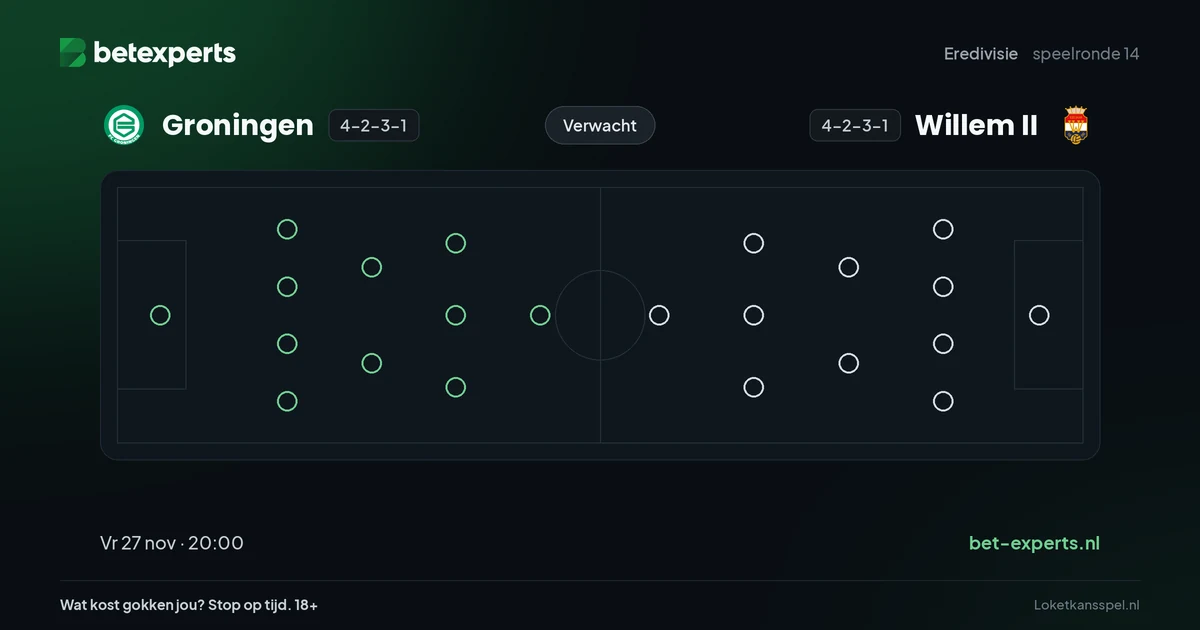 betexperts
Eredivisie speelronde 14
Groningen 4-2-3-1 Verwacht 4-2-3-1 Willem II
Vr 27 nov · 20:00
bet-experts.nl
Wat kost gokken jou? Stop op tijd. 18+
Loketkansspel.nl